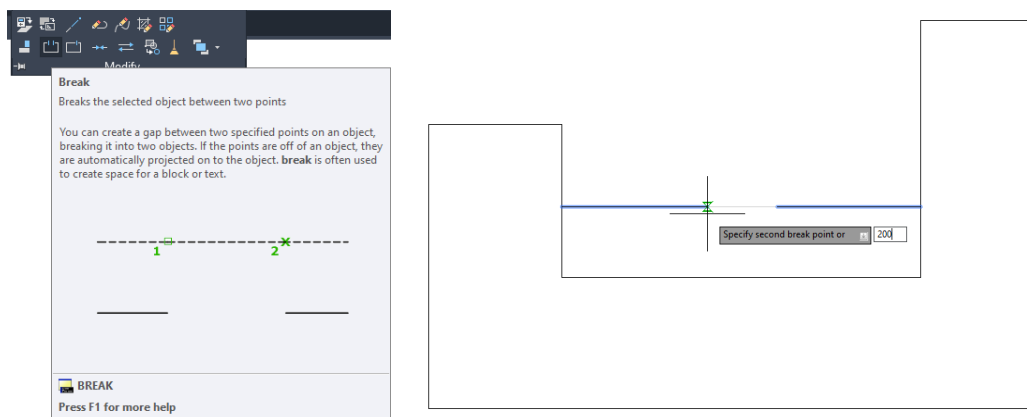 Modify
Break
Breaks the selected object between two points
You can create a gap between two specified points on an object,
breaking it into two objects. If the points are off of an object, they
are automatically projected on to the object. break is often used
to create space for a block or text.
1
2
BREAK
Press F1 for more help
Specify second break point or
200